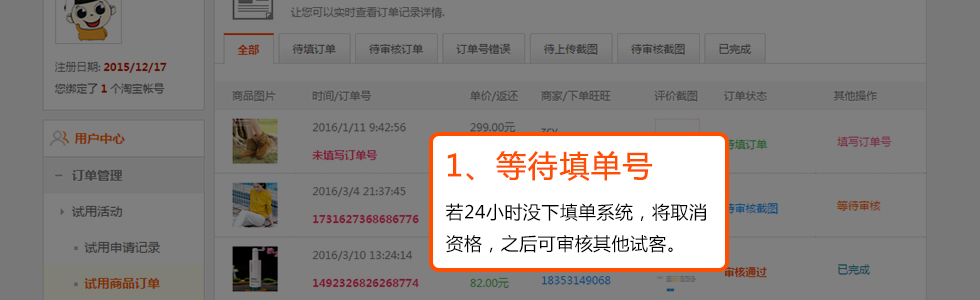 让您可以实时查看订单记录详情.
全部 待填订单 待审核订单 订单号错误 待上传截图 待审核截图 已完成
注册日期: 2015/12/17
您绑定了 1 个淘宝帐号
商品图片 时间/订单号 单价/返还 商家/下单旺旺 评价截图 订单状态 其他操作
2016/1/11 9:42:56 299.00元 zcy
用户中心
未填写订单号 待填订单 填写订单号
1、等待填单号
订单管理
2016/3/4 21:37:45
若24小时没下填单系统，将取消
试用活动
1731627368686776 待审核截图 等待审核
资格，之后可审核其他试客。
试用申请记录
2016/3/10 13:24:14
试用商品订单
1492326826268774 82.00元 18353149068 审核通过 已完成